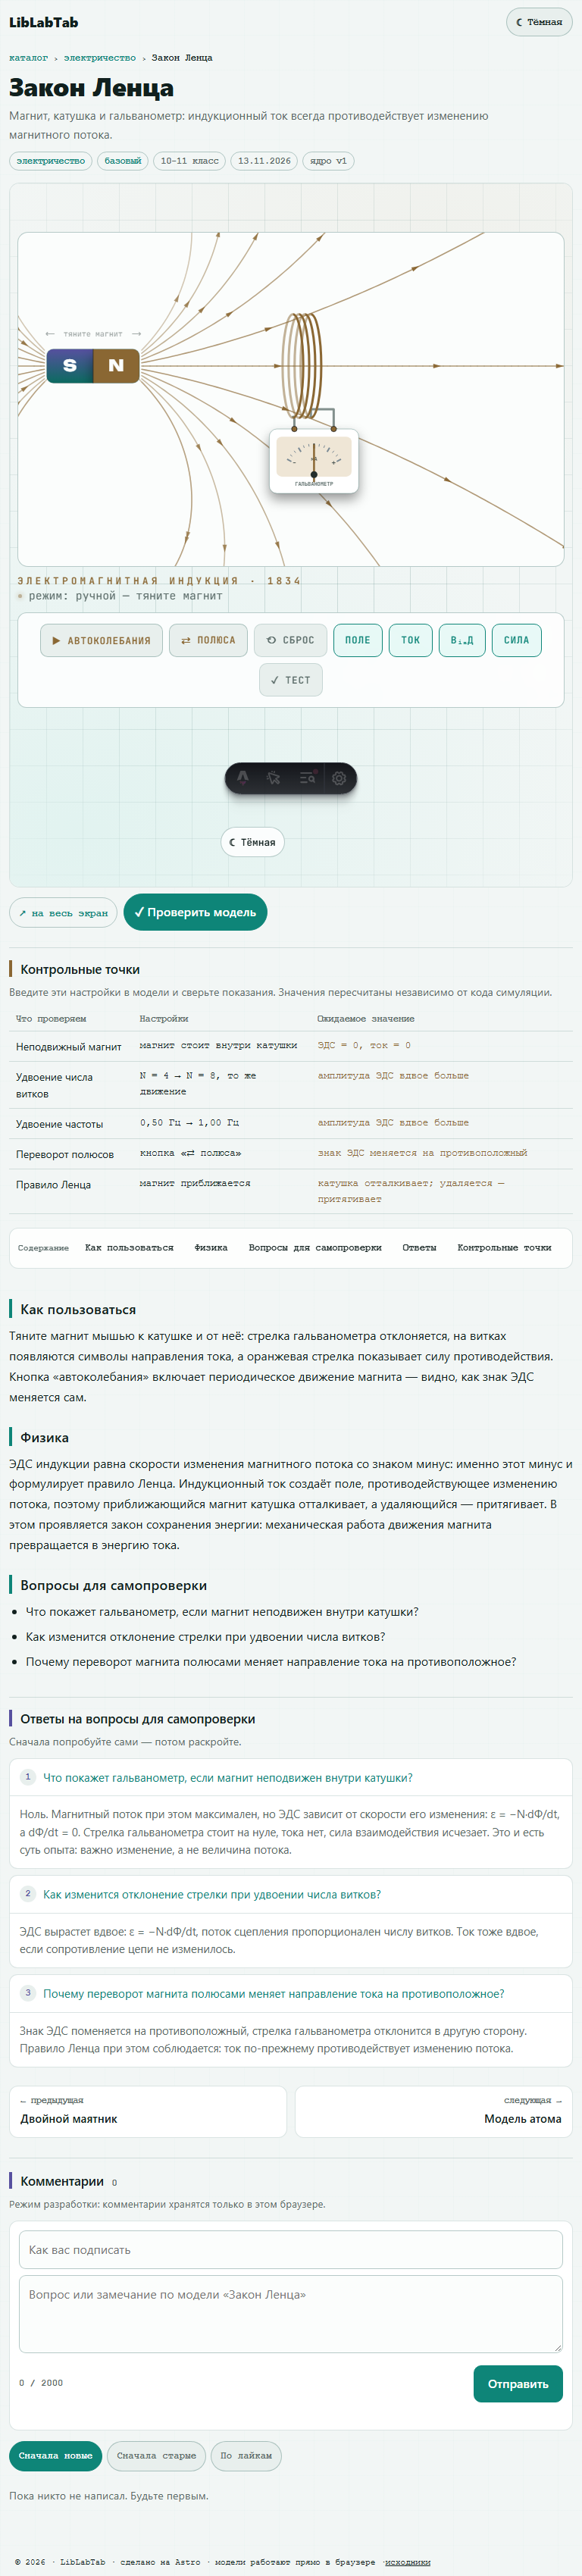 LibLabTab
☾ Тёмная
каталог › электричество › Закон Ленца
Закон Ленца
Магнит, катушка и гальванометр: индукционный ток всегда противодействует изменению
магнитного потока.
электричество базовый 10–11 класс 13.11.2026 ядро v1
← тяните магнит →
S N
ГАЛЬВАНОМЕТР
ЭЛЕКТРОМАГНИТНАЯ ИНДУКЦИЯ · 1834
режим: ручной — тяните магнит
▶ АВТОКОЛЕБАНИЯ ⇄ ПОЛЮСА ⟲ СБРОС ПОЛЕ ТОК ВᵢₙД СИЛА
✓ ТЕСТ
☾ Тёмная
↗ на весь экран ✓ Проверить модель
Контрольные точки
Введите эти настройки в модели и сверьте показания. Значения пересчитаны независимо от кода симуляции.
Что проверяем Настройки Ожидаемое значение
Неподвижный магнит магнит стоит внутри катушки ЭДС = 0, ток = 0
Удвоение числа N = 4 → N = 8, то же амплитуда ЭДС вдвое больше
витков движение
Удвоение частоты 0,50 Гц → 1,00 Гц амплитуда ЭДС вдвое больше
Переворот полюсов кнопка «⇄ полюса» знак ЭДС меняется на противоположный
Правило Ленца магнит приближается катушка отталкивает; удаляется —
притягивает
Содержание Как пользоваться Физика Вопросы для самопроверки Ответы Контрольные точки
Как пользоваться
Тяните магнит мышью к катушке и от неё: стрелка гальванометра отклоняется, на витках
появляются символы направления тока, а оранжевая стрелка показывает силу противодействия.
Кнопка «автоколебания» включает периодическое движение магнита — видно, как знак ЭДС
меняется сам.
Физика
ЭДС индукции равна скорости изменения магнитного потока со знаком минус: именно этот минус и
формулирует правило Ленца. Индукционный ток создаёт поле, противодействующее изменению
потока, поэтому приближающийся магнит катушка отталкивает, а удаляющийся — притягивает. В
этом проявляется закон сохранения энергии: механическая работа движения магнита
превращается в энергию тока.
Вопросы для самопроверки
• Что покажет гальванометр, если магнит неподвижен внутри катушки?
• Как изменится отклонение стрелки при удвоении числа витков?
• Почему переворот магнита полюсами меняет направление тока на противоположное?
Ответы на вопросы для самопроверки
Сначала попробуйте сами — потом раскройте.
1 Что покажет гальванометр, если магнит неподвижен внутри катушки?
Ноль. Магнитный поток при этом максимален, но ЭДС зависит от скорости его изменения: ε = −N·dΦ/dt,
а dΦ/dt = 0. Стрелка гальванометра стоит на нуле, тока нет, сила взаимодействия исчезает. Это и есть
суть опыта: важно изменение, а не величина потока.
2 Как изменится отклонение стрелки при удвоении числа витков?
ЭДС вырастет вдвое: ε = −N·dΦ/dt, поток сцепления пропорционален числу витков. Ток тоже вдвое,
если сопротивление цепи не изменилось.
3 Почему переворот магнита полюсами меняет направление тока на противоположное?
Знак ЭДС поменяется на противоположный, стрелка гальванометра отклонится в другую сторону.
Правило Ленца при этом соблюдается: ток по-прежнему противодействует изменению потока.
← предыдущая
Двойной маятник
следующая →
Модель атома
Комментарии 0
Режим разработки: комментарии хранятся только в этом браузере.
Как вас подписать
Вопрос или замечание по модели «Закон Ленца»
0 / 2000 Отправить
Сначала новые Сначала старые По лайкам
Пока никто не написал. Будьте первым.
© 2026 · LibLabTab · сделано на Astro · модели работают прямо в браузере ·исходники